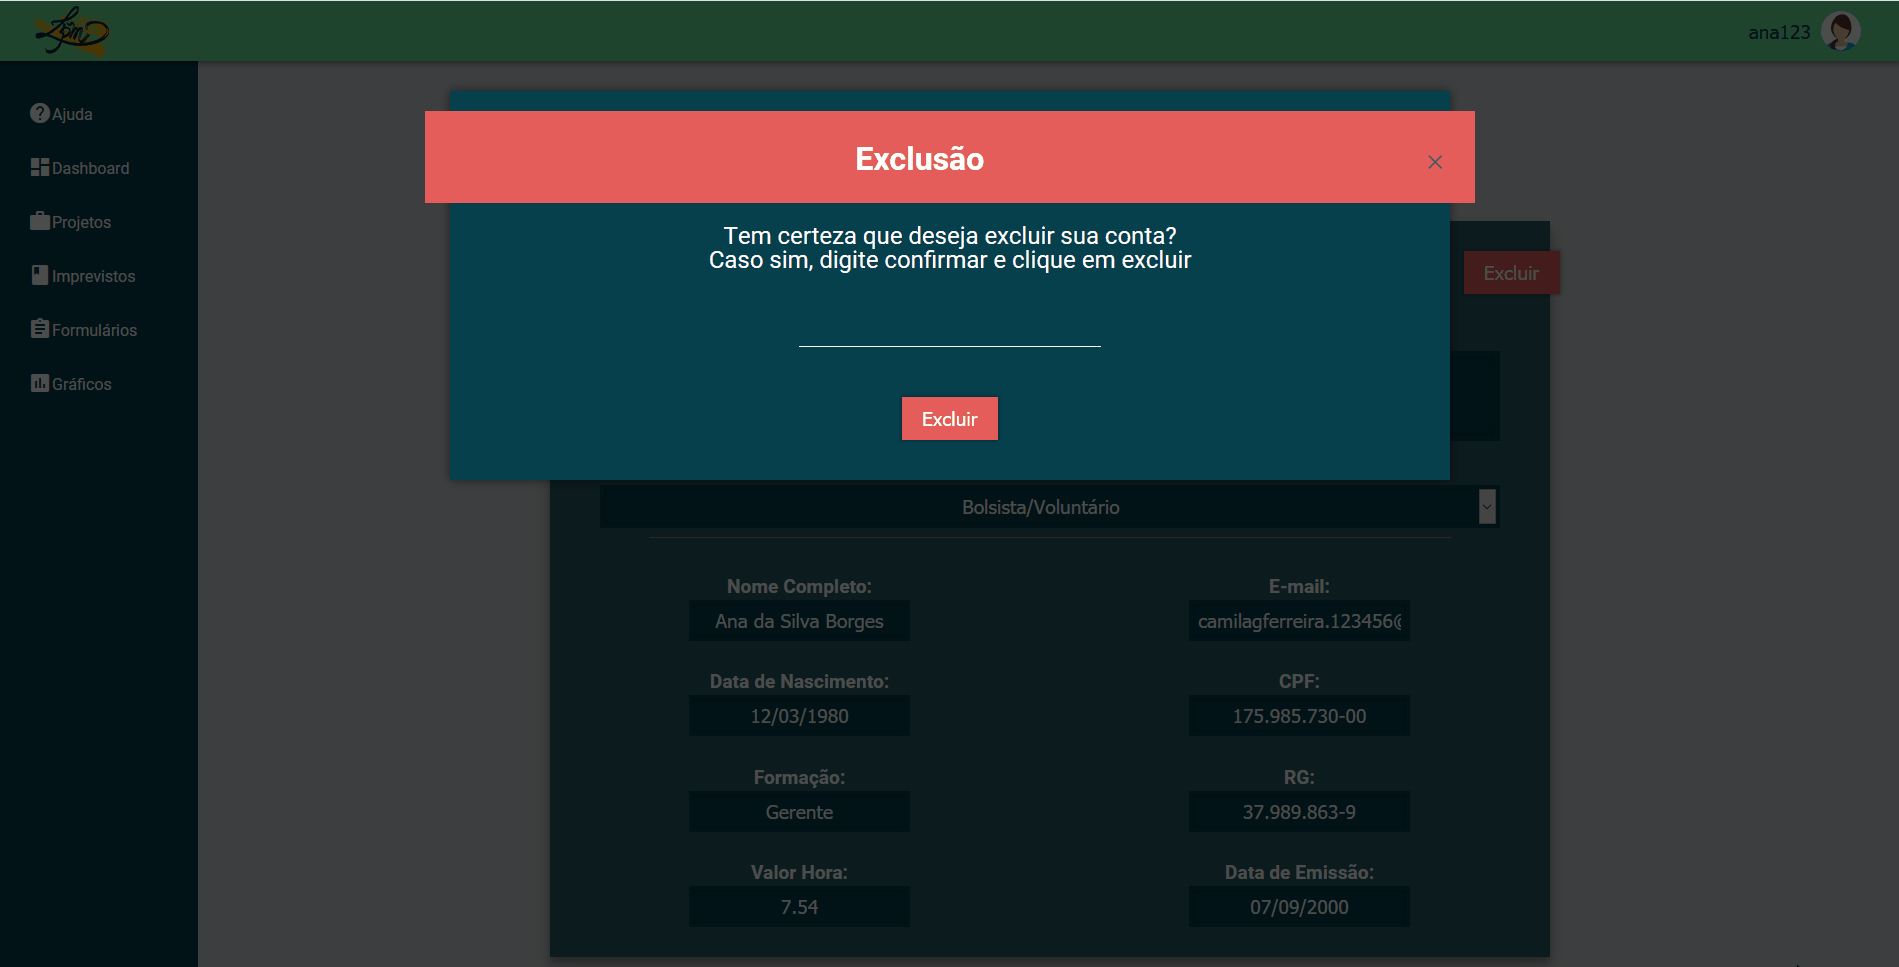 Lpm
ana123
Ajuda
Dashboard
Projetos
Imprevistos
Formulários
Gráficos
Exclusão
×
Tem certeza que deseja excluir sua conta?
Caso sim, digite confirmar e clique em excluir
Excluir
Excluir
Bolsista/Voluntário
Nome Completo:
Ana da Silva Borges
E-mail:
camilagferreira.123456@
Data de Nascimento:
12/03/1980
CPF:
175.985.730-00
Formação:
Gerente
RG:
37.989.863-9
Valor Hora:
7.54
Data de Emissão:
07/09/2000